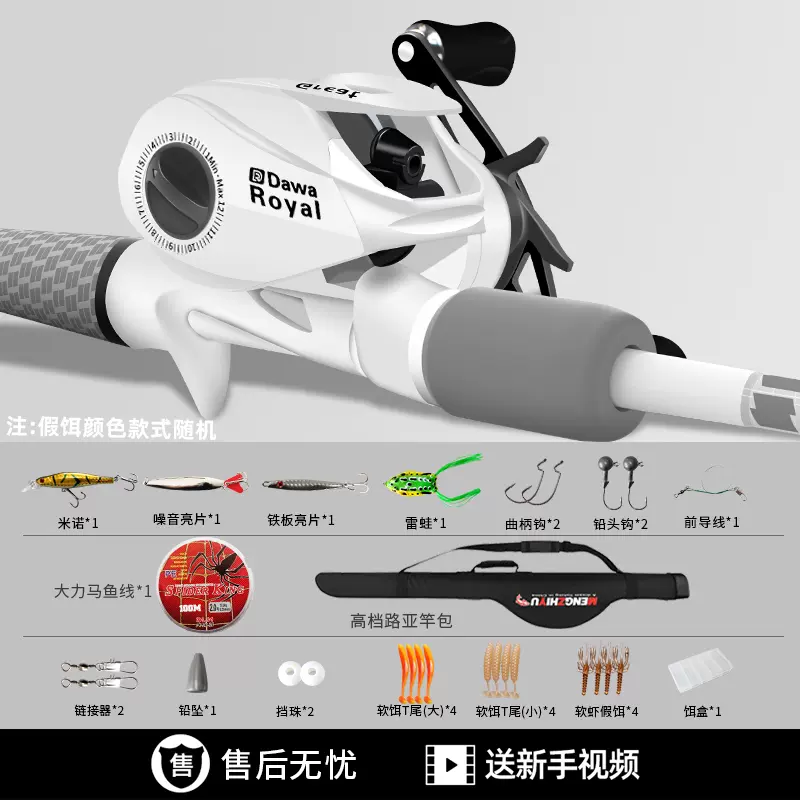 Dawa
Royal
注:假饵颜色款式随机
米诺*1
噪音亮片*1
铁板亮片*1
雷蛙*1
曲柄钩*2
铅头钩*2
前导线*1
大力马鱼线*1
SPIDER KING
100M
2.0
高档路亚竿包
MENGZHIYU
链接器*2
铅坠*1
挡珠*2
软饵T尾(大)*4
软饵T尾(小)*4
软虾假饵*4
饵盒*1
售
售后无忧
送新手视频